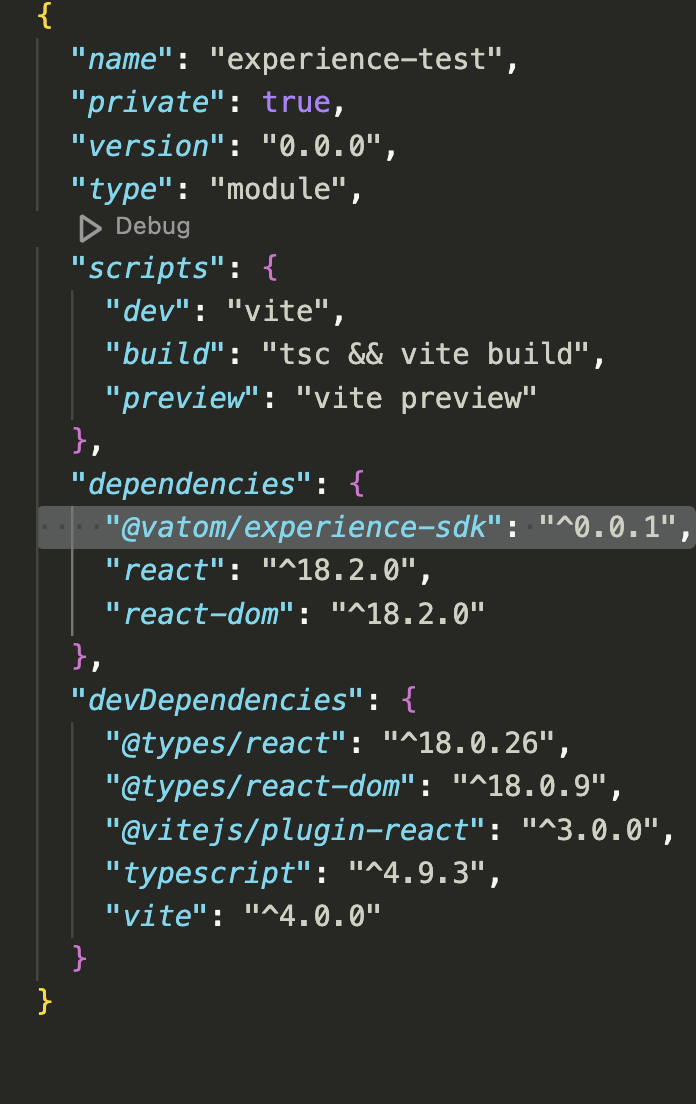 {
"name": "experience-test",
"private": true,
"version": "0.0.0",
"type": "module",
Debug
"scripts": {
"dev": "vite",
"build": "tsc && vite build",
"preview": "vite preview"
},
"dependencies": {
"@vatom/experience-sdk": "^0.0.1",
"react": "^18.2.0",
"react-dom": "^18.2.0"
},
"devDependencies": {
"@types/react": "^18.0.26",
"@types/react-dom": "^18.0.9",
"@vitejs/plugin-react": "^3.0.0",
"typescript": "^4.9.3",
"vite": "^4.0.0"
}
}